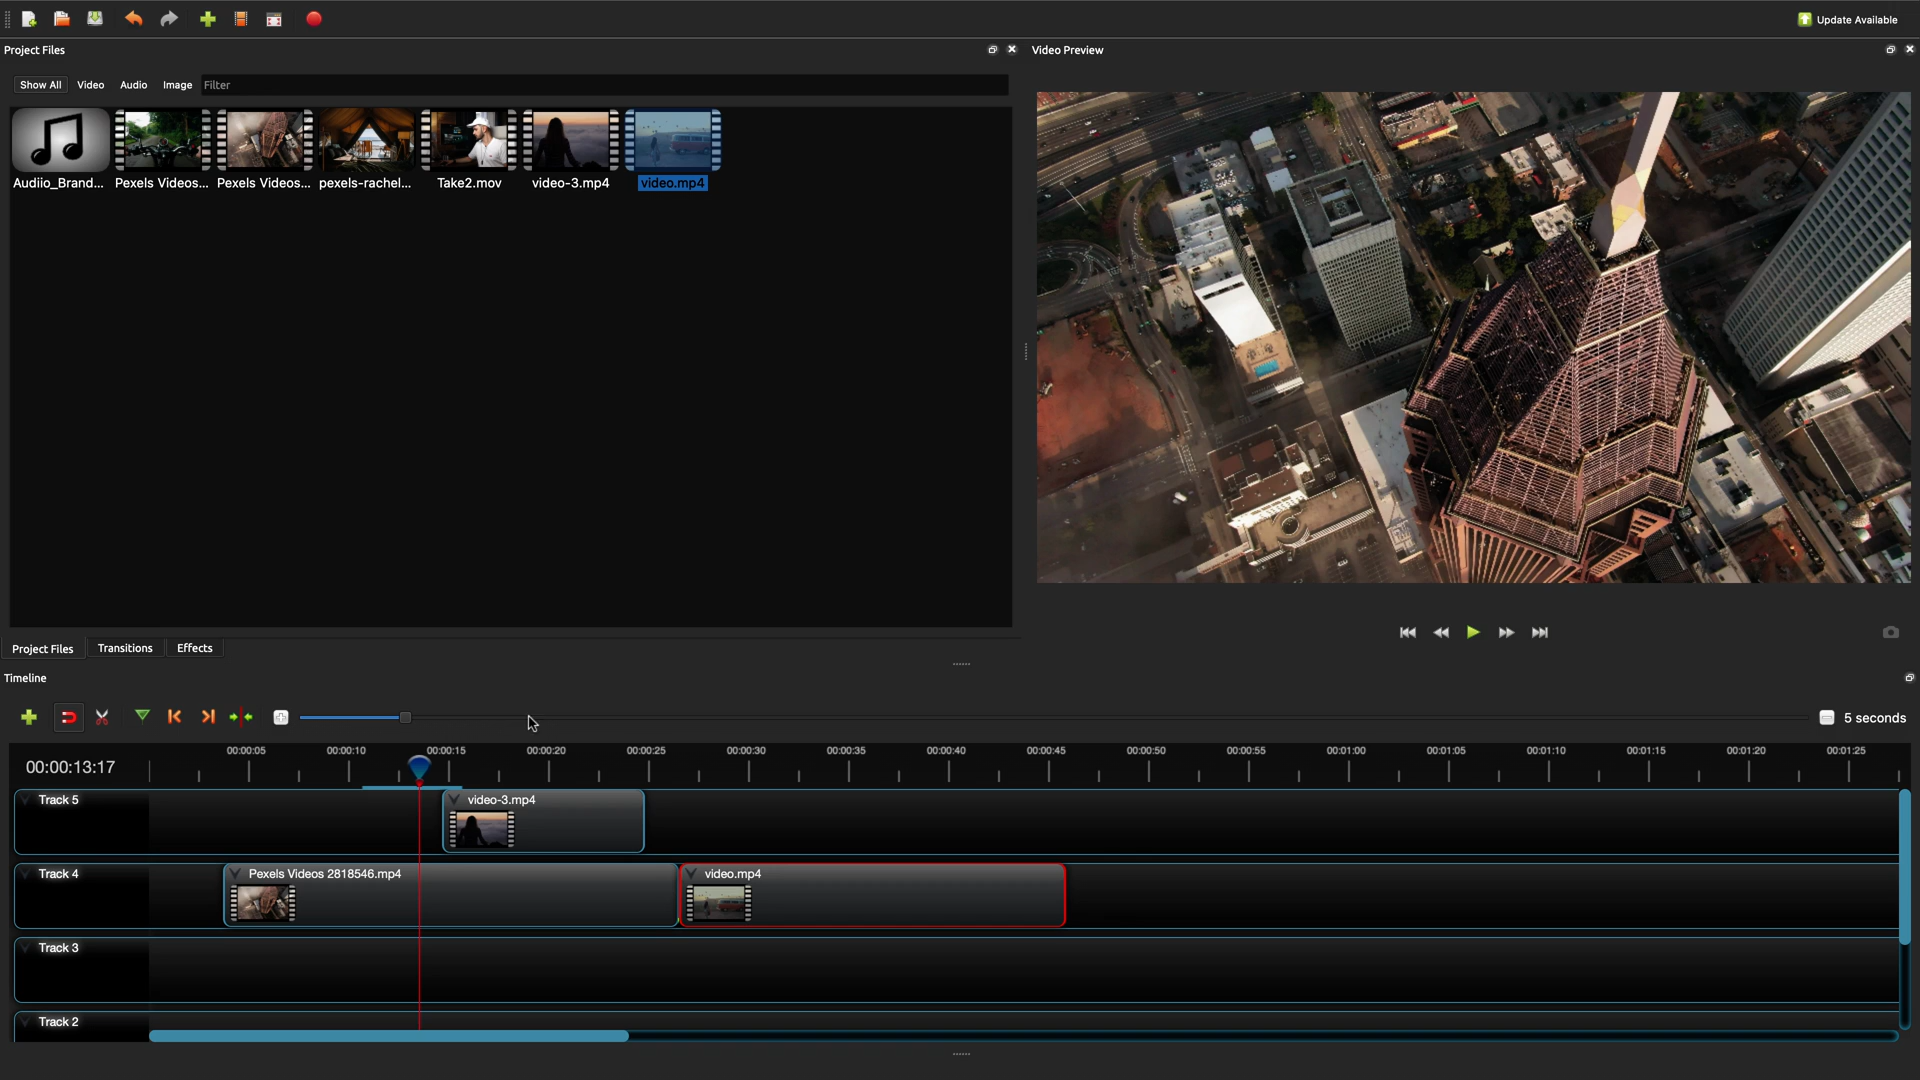 Update Available
Project Files
Video Preview
Show All Video Audio Image Filter
Audiio_Brand... Pexels Videos... Pexels Videos... pexels-rachel... Take2.mov video-3.mp4 video.mp4
Project Files Transitions Effects
Timeline
5 seconds
00:00:13:17
00:00:05 00:00:10 00:00:15 00:00:20 00:00:25 00:00:30 00:00:35 00:00:40 00:00:45 00:00:50 00:00:55 00:01:00 00:01:05 00:01:10 00:01:15 00:01:20 00:01:25
Track 5
video-3.mp4
Track 4
Pexels Videos 2818546.mp4
video.mp4
Track 3
Track 2